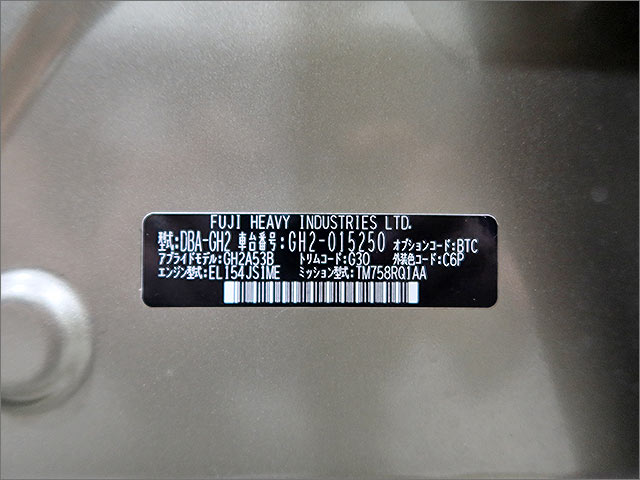 FUJI HEAVY INDUSTRIES LTD.
型式:DBA-GH2 車台番号:GH2-015250 オプションコード:BTC
アプライドモデル:GH2A53B トリムコード:G30 外装色コード:C6P
エンジン型式:EL154JS1ME ミッション型式:TM758RQ1AA